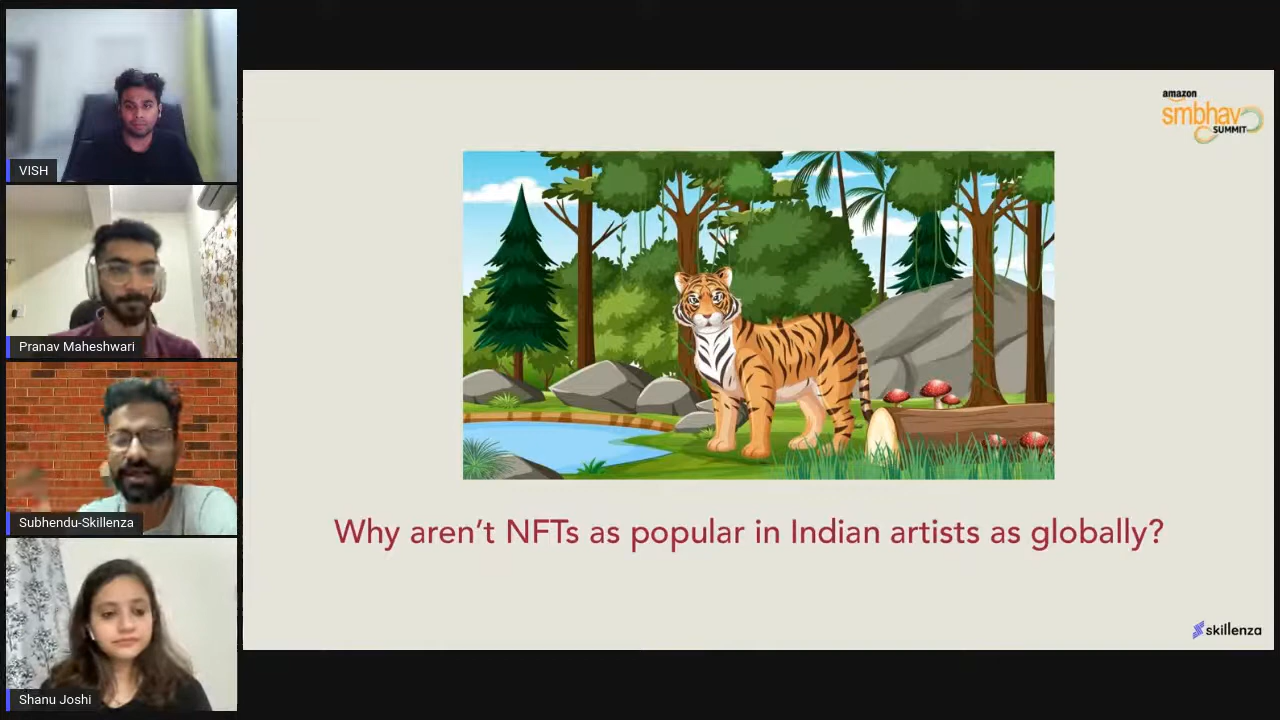 VISH
Pranav Maheshwari
Subhendu-Skillenza
Shanu Joshi
amazon
smbhav
SUMMIT
Why aren't NFTs as popular in Indian artists as globally?
skillenza